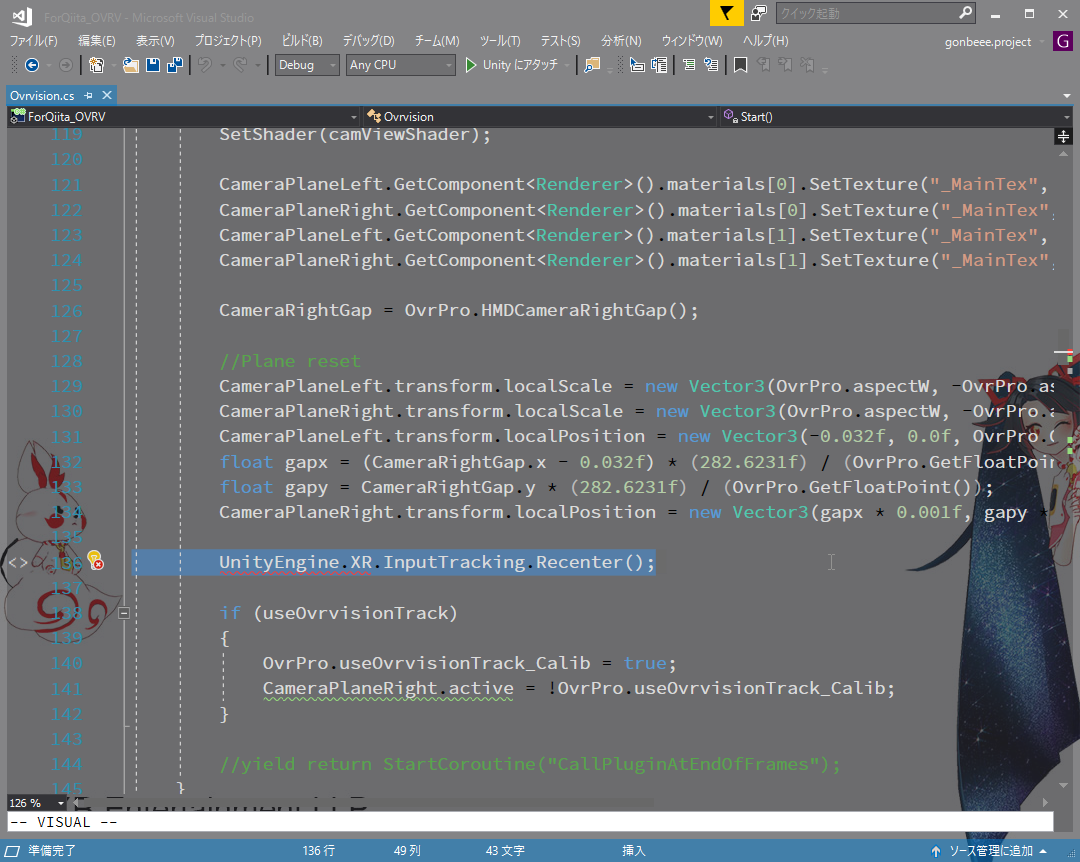 ForQiita_OVRV - Microsoft Visual Studio
クイック起動
ファイル(F) 編集(E) 表示(V) プロジェクト(P) ビルド(B) デバッグ(D) チーム(M) ツール(T) テスト(S) 分析(N) ウィンドウ(W) ヘルプ(H) gonbeee.project G
Debug Any CPU Unity にアタッチ
Ovrvision.cs
ForQiita_OVRV Ovrvision Start()
119 SetShader(camViewShader);
120
121 CameraPlaneLeft.GetComponent<Renderer>().materials[0].SetTexture("_MainTex",
122 CameraPlaneRight.GetComponent<Renderer>().materials[0].SetTexture("_MainTex",
123 CameraPlaneLeft.GetComponent<Renderer>().materials[1].SetTexture("_MainTex",
124 CameraPlaneRight.GetComponent<Renderer>().materials[1].SetTexture("_MainTex",
125
126 CameraRightGap = OvrPro.HMDCameraRightGap();
127
128 //Plane reset
129 CameraPlaneLeft.transform.localScale = new Vector3(OvrPro.aspectW, -OvrPro.as
130 CameraPlaneRight.transform.localScale = new Vector3(OvrPro.aspectW, -OvrPro.a
131 CameraPlaneLeft.transform.localPosition = new Vector3(-0.032f, 0.0f, OvrPro.
132 float gapx = (CameraRightGap.x - 0.032f) * (282.6231f) / (OvrPro.GetFloatPoin
133 float gapy = CameraRightGap.y * (282.6231f) / (OvrPro.GetFloatPoint());
134 CameraPlaneRight.transform.localPosition = new Vector3(gapx * 0.001f, gapy *
135
136 UnityEngine.XR.InputTracking.Recenter();
137
138 if (useOvrvisionTrack)
139 {
140 OvrPro.useOvrvisionTrack_Calib = true;
141 CameraPlaneRight.active = !OvrPro.useOvrvisionTrack_Calib;
142 }
143
144 //yield return StartCoroutine("CallPluginAtEndOfFrames");
145 }
126 %
-- VISUAL --
準備完了 136 行 49 列 43 文字 挿入 ソース管理に追加